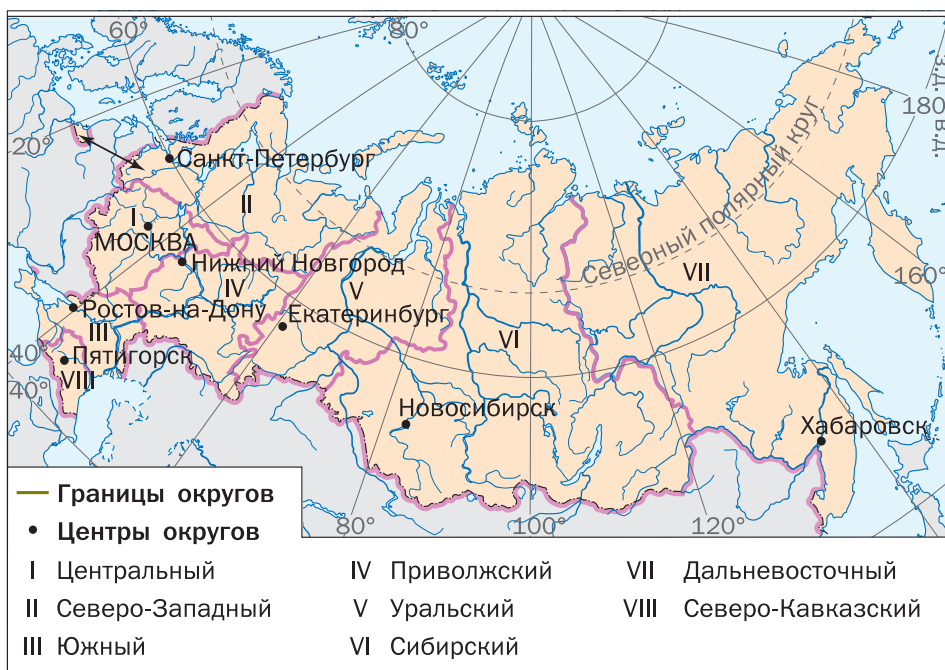 60°
80°
180°
з.д.
в.д.
20°
Санкт-Петербург
Северный полярный круг
I
II
МОСКВА
Нижний Новгород
IV
V
VII
160°
Ростов-на-Дону
III
Екатеринбург
VI
40°
Пятигорск
VIII
40°
Новосибирск
Хабаровск
80°
100°
120°
Границы округов
Центры округов
I Центральный
II Северо-Западный
III Южный
IV Приволжский
V Уральский
VI Сибирский
VII Дальневосточный
VIII Северо-Кавказский